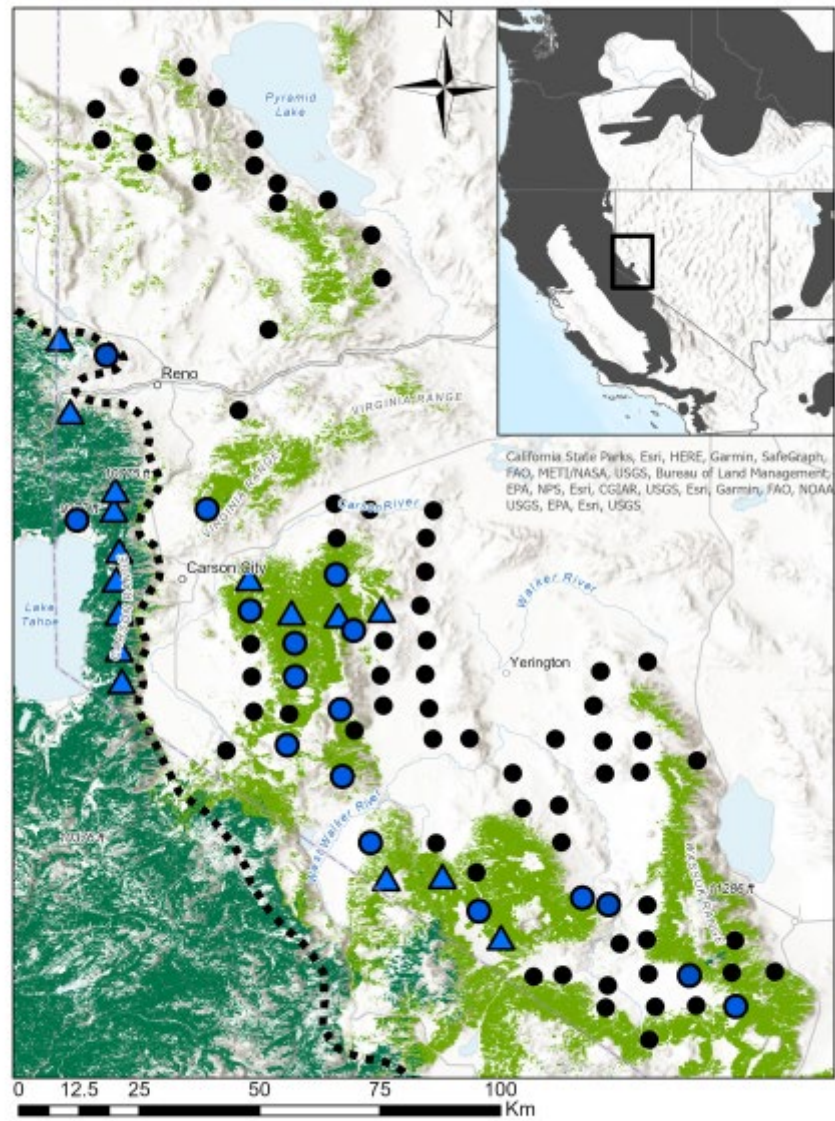 N
Pyramid
Lake
Reno
VIRGINIA RANGE
VIRGINIA RANGE
California State Parks, Esri, HERE, Garmin, SafeGraph,
FAO, METI/NASA, USGS, Bureau of Land Management,
EPA, NPS, Esri, CGIAR, USGS, Esri, Garmin, FAO, NOAA
USGS, EPA, Esri, USGS
Carson River
Carson City
Walker River
Lake
Tahoe
Yerington
West Walker River
WASSUK RANGE
0 12.5 25 50 75 100
Km